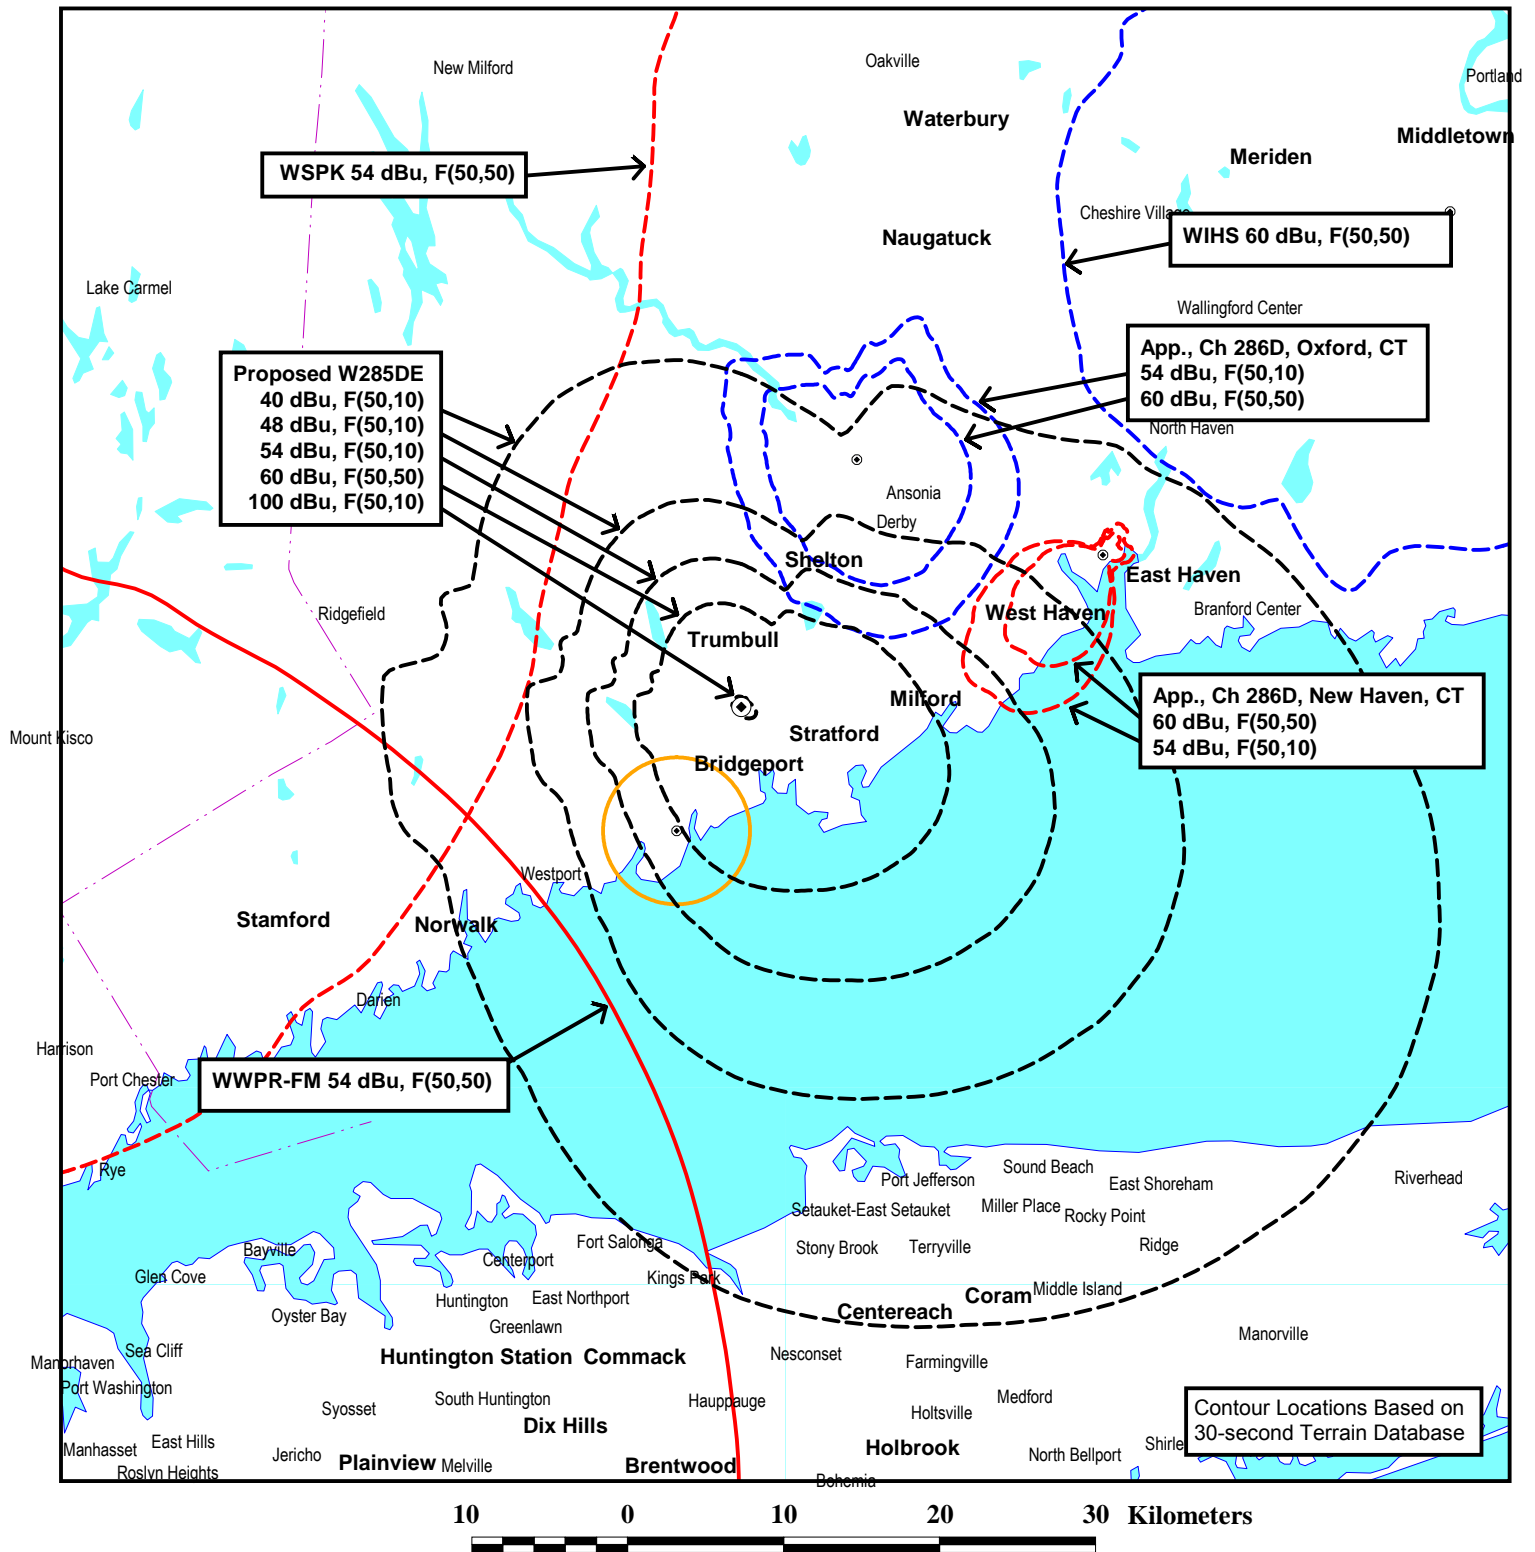 Oakville
New Milford
Portland
Waterbury
Middletown
Meriden
WSPK 54 dBu, F(50,50)
Cheshire Village
WIHS 60 dBu, F(50,50)
Naugatuck
Lake Carmel
Wallingford Center
App., Ch 286D, Oxford, CT
54 dBu, F(50,10)
60 dBu, F(50,50)
Proposed W285DE
40 dBu, F(50,10)
48 dBu, F(50,10)
54 dBu, F(50,10)
60 dBu, F(50,50)
100 dBu, F(50,10)
North Haven
Ansonia
Derby
Shelton
East Haven
Ridgefield
West Haven
Branford Center
Trumbull
Milford
App., Ch 286D, New Haven, CT
60 dBu, F(50,50)
54 dBu, F(50,10)
Mount Kisco
Stratford
Bridgeport
Westport
Stamford
Norwalk
Darien
Harrison
Port Chester
WWPR-FM 54 dBu, F(50,50)
Rye
Sound Beach
Port Jefferson
East Shoreham
Riverhead
Setauket-East Setauket
Miller Place
Rocky Point
Bayville
Fort Salonga
Stony Brook
Terryville
Ridge
Centerport
Glen Cove
Kings Park
Middle Island
Coram
Huntington
East Northport
Centereach
Oyster Bay
Greenlawn
Manorville
Sea Cliff
Huntington Station
Commack
Nesconset
Manorhaven
Farmingville
Port Washington
South Huntington
Hauppauge
Medford
Syosset
Holtsville
Contour Locations Based on
30-second Terrain Database
Dix Hills
East Hills
Manhasset
Jericho
Holbrook
North Bellport
Shirle
Plainview
Melville
Brentwood
Roslyn Heights
Bohemia
10 0 10 20 30 Kilometers